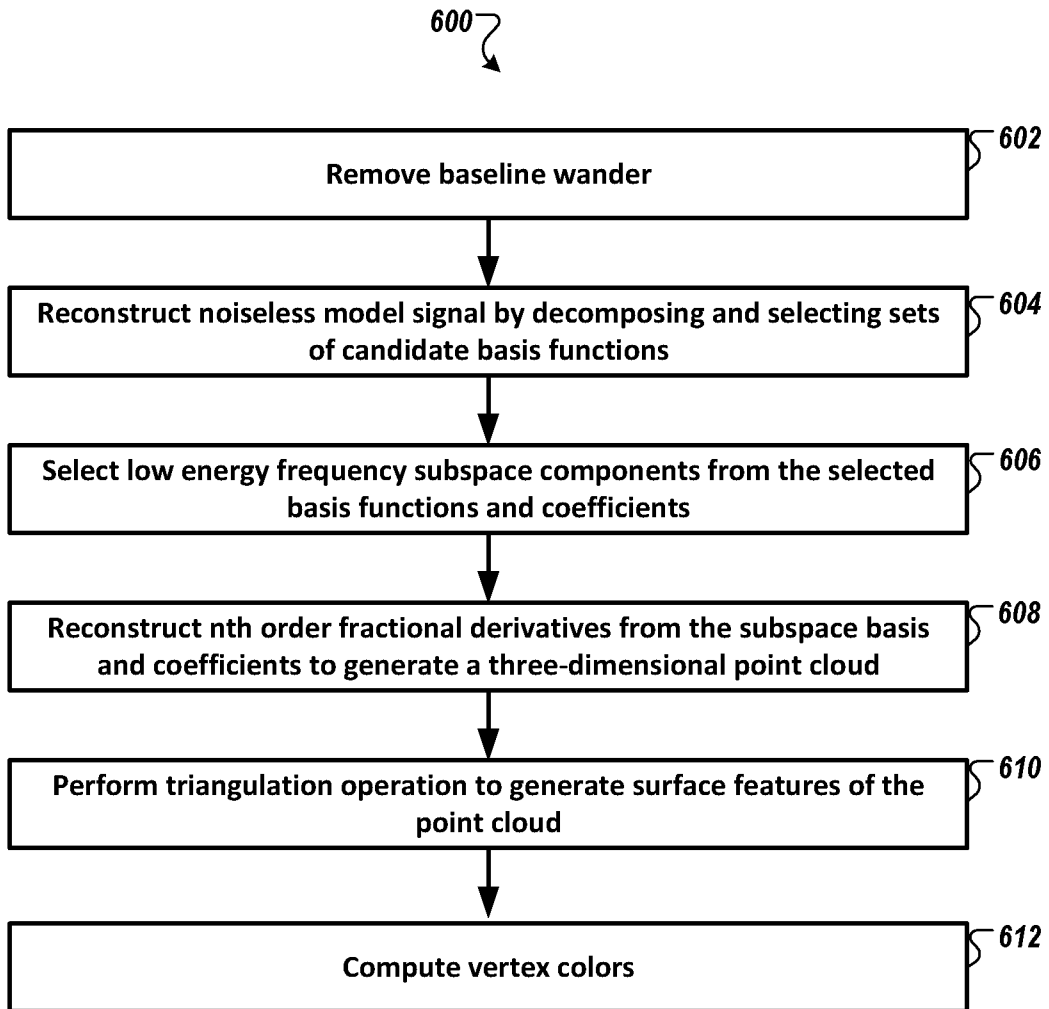 600
602
Remove baseline wander
604
Reconstruct noiseless model signal by decomposing and selecting sets
of candidate basis functions
606
Select low energy frequency subspace components from the selected
basis functions and coefficients
608
Reconstruct nth order fractional derivatives from the subspace basis
and coefficients to generate a three-dimensional point cloud
610
Perform triangulation operation to generate surface features of the
point cloud
612
Compute vertex colors